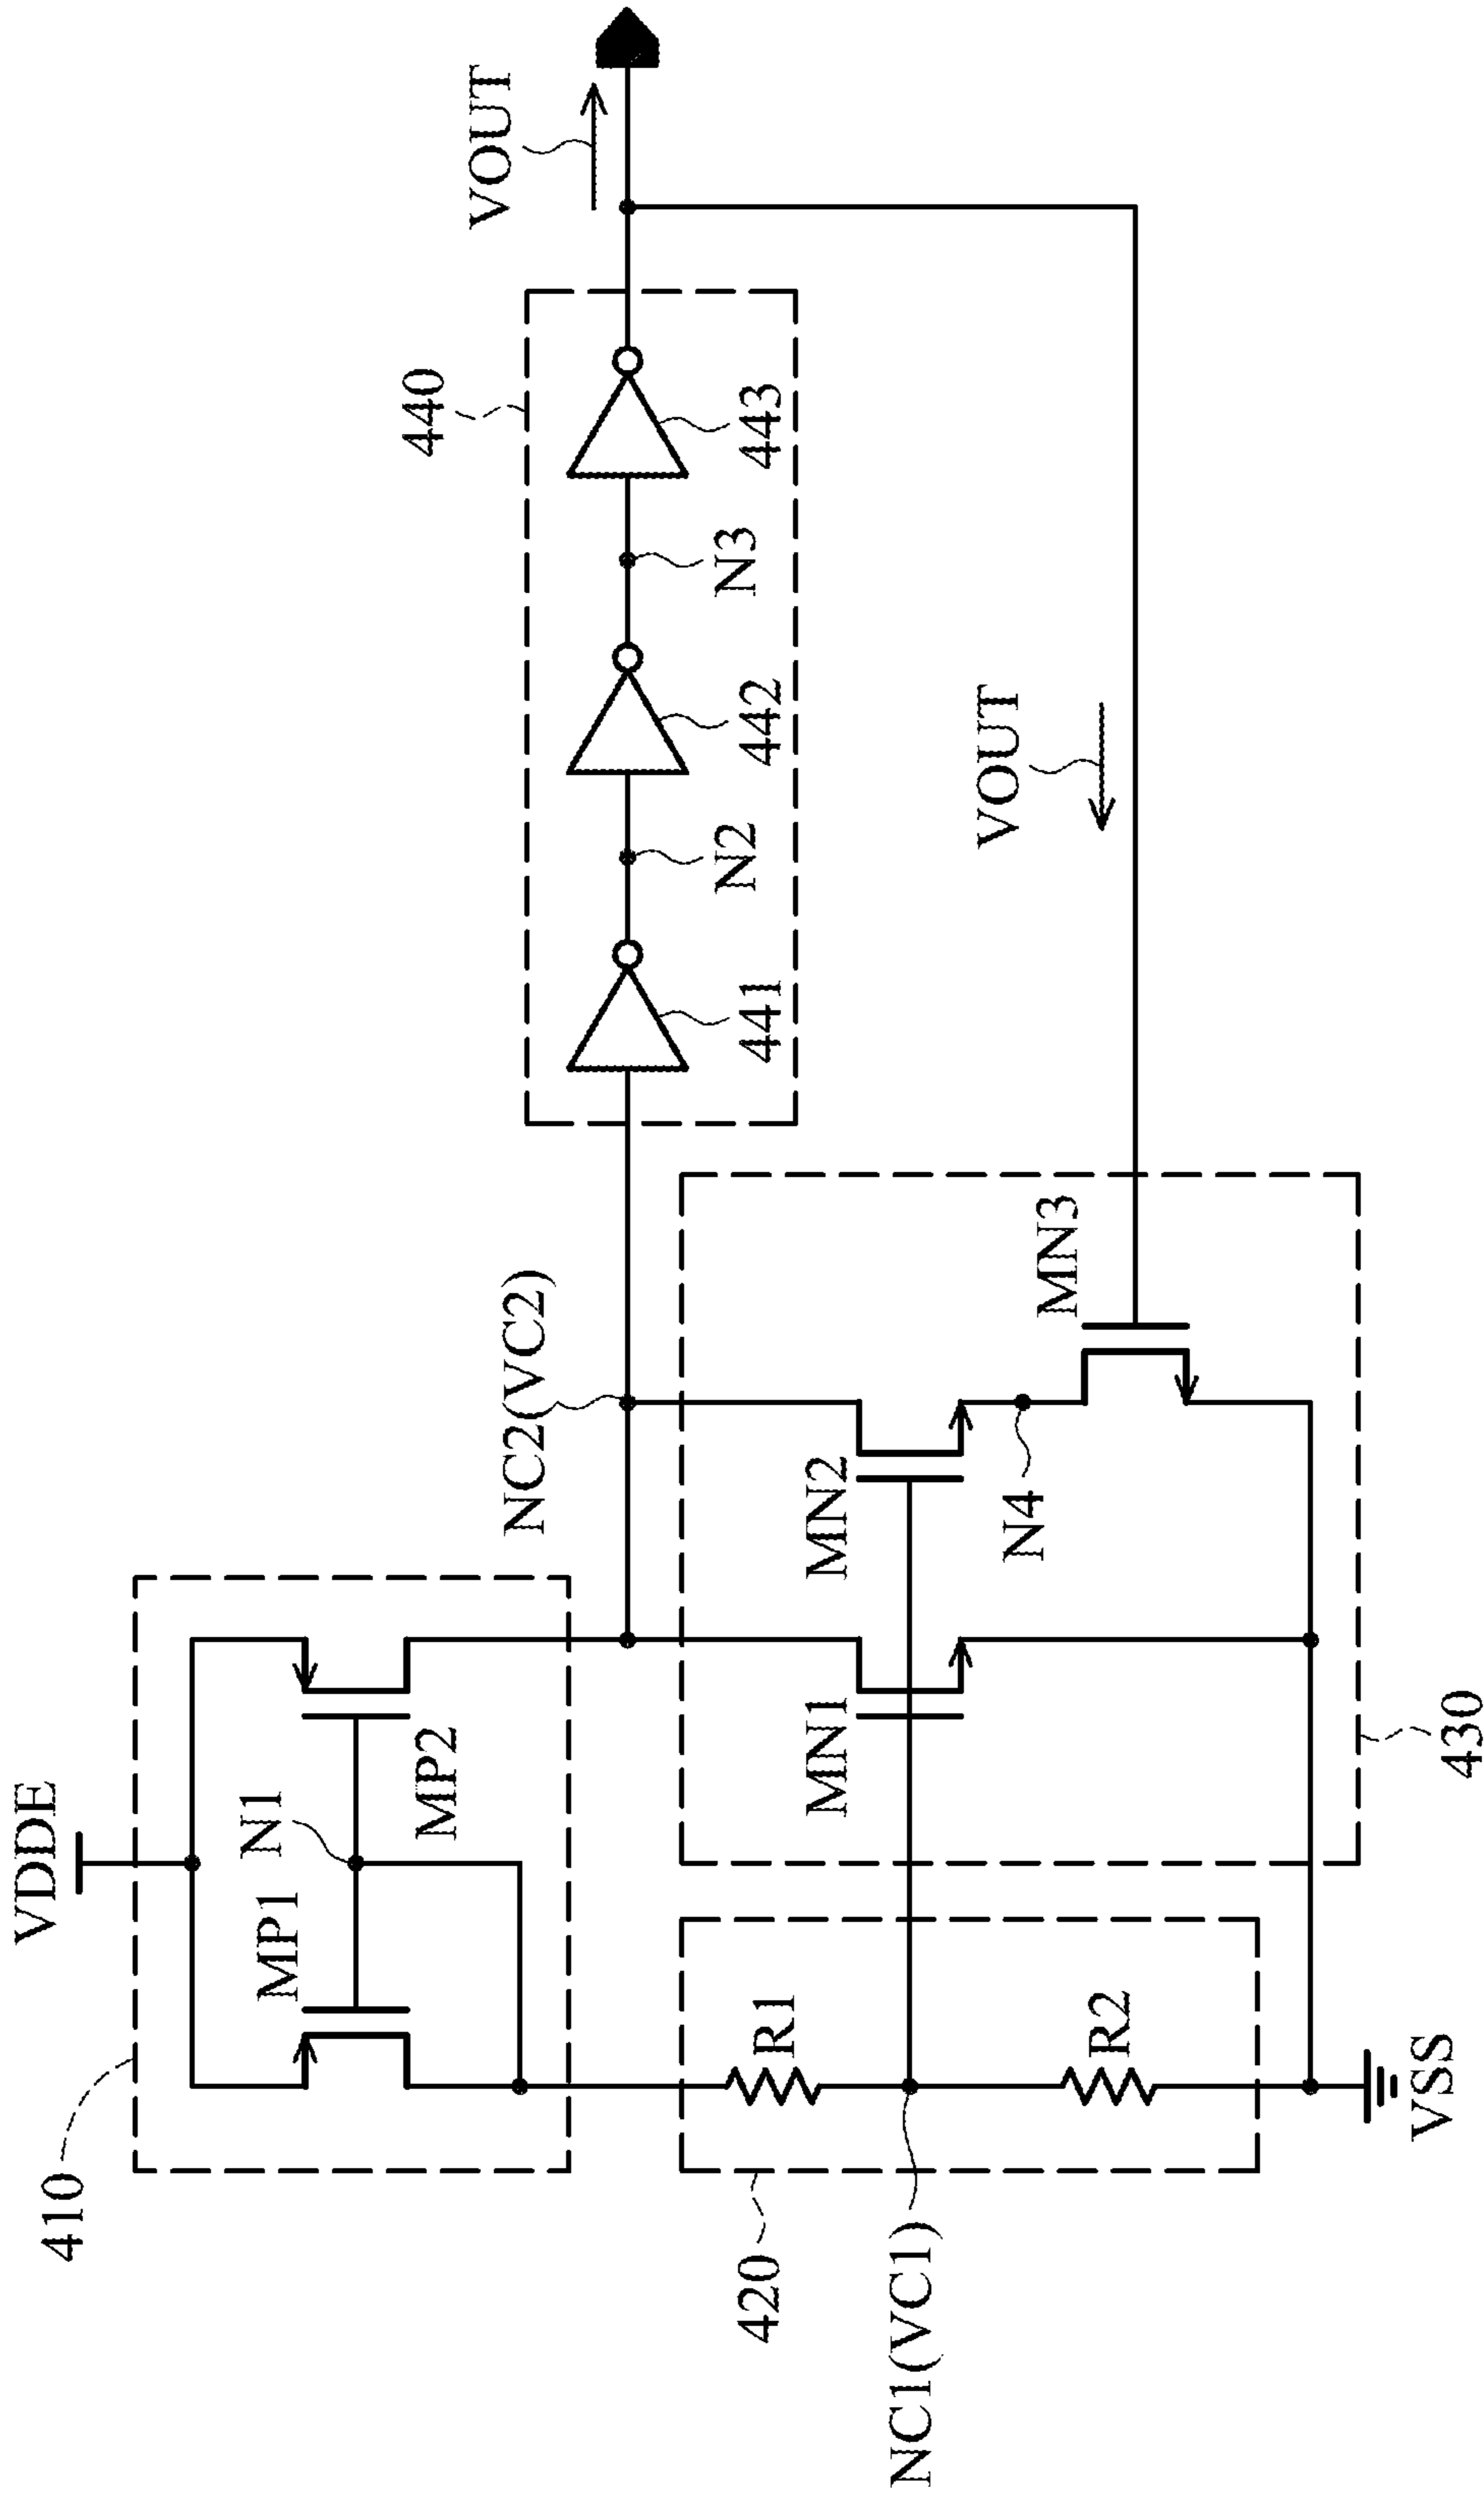 VDDE
410
MP1
N1
MP2
NC2(VC2)
440
VOUT
441
N2
442
N3
443
420
R1
NC1(VC1)
R2
MN1
MN2
N4
MN3
VOUT
VSS
430